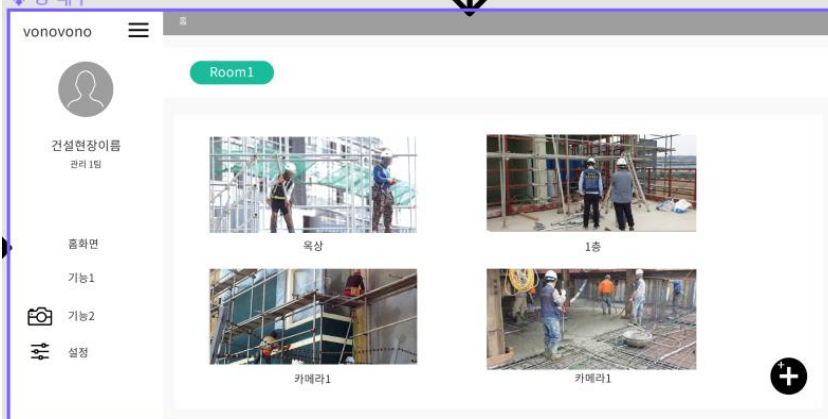 vonovono
홈
Room1
건설현장이름
관리 1팀
홈화면
기능1
기능2
설정
옥상
1층
카메라1
카메라1